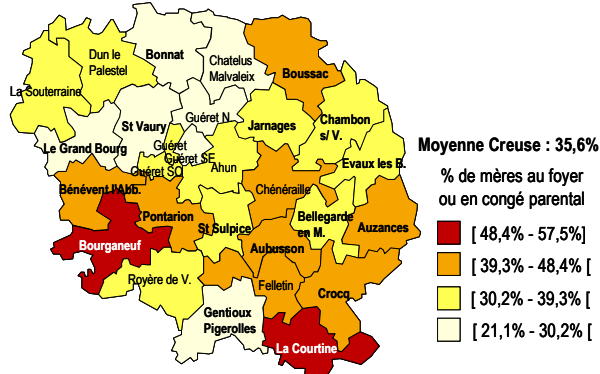 Dun le
Palestel
Bonnat
Chatelus
Malvaleix
Boussac
La Souterraine
Guéret N
St Vaury
Jarnages
Chambon
s/ V.
Le Grand Bourg
Guéret
Guéret SE
Guéret SO
Ahun
Evaux les B.
Bénévent l'Abb.
Chénéraille
Pontarion
St Sulpice
Bellegarde
en M.
Auzances
Bourganeuf
Aubusson
Royère de V.
Felletin
Crocq
Gentioux
Pigerolles
La Courtine
Moyenne Creuse : 35,6%
% de mères au foyer
ou en congé parental
[ 48,4% - 57,5%]
[ 39,3% - 48,4% [
[ 30,2% - 39,3% [
[ 21,1% - 30,2% [